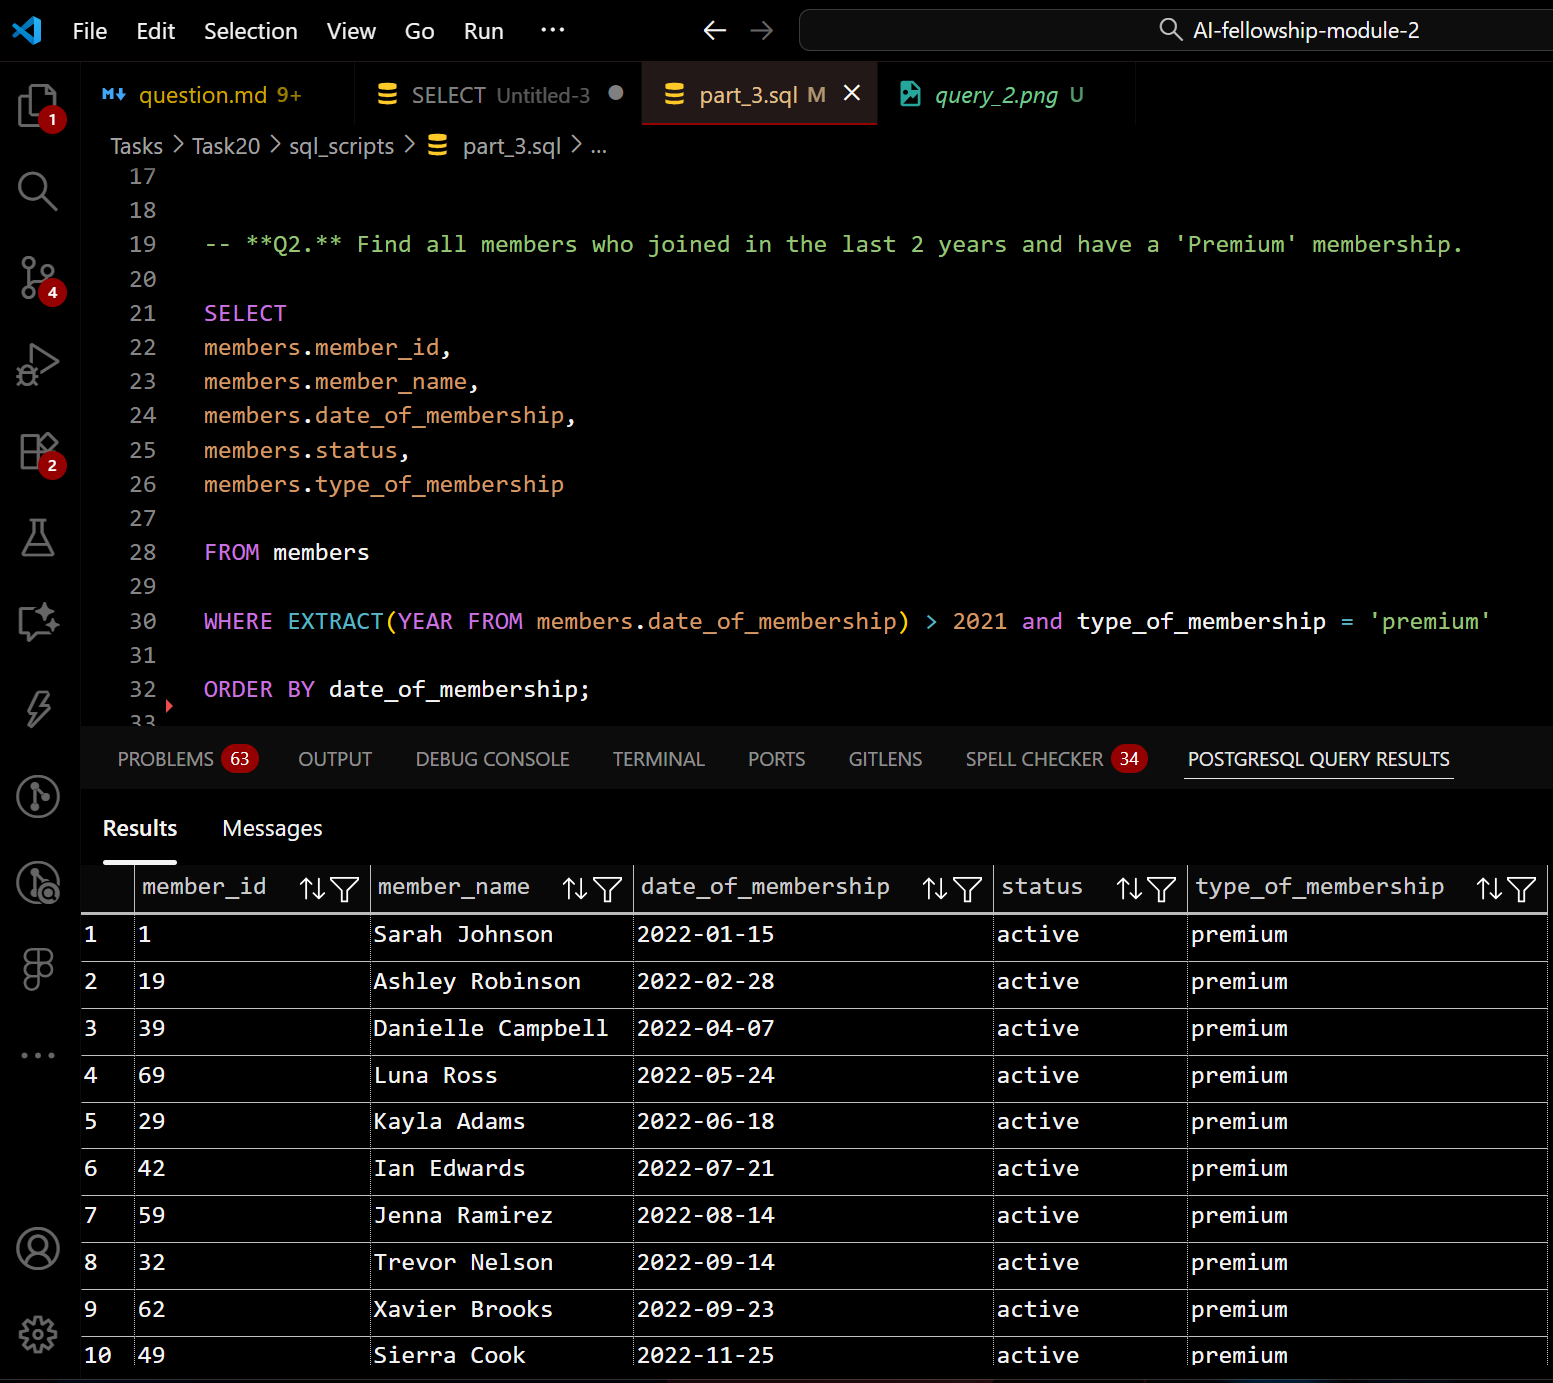 File Edit Selection View Go Run ··· AI-fellowship-module-2
question.md 9+ SELECT Untitled-3 part_3.sql M query_2.png U
Tasks > Task20 > sql_scripts > part_3.sql > ...
1
4
2
17
18
19 -- **Q2.** Find all members who joined in the last 2 years and have a 'Premium' membership.
20
21 SELECT
22 members.member_id,
23 members.member_name,
24 members.date_of_membership,
25 members.status,
26 members.type_of_membership
27
28 FROM members
29
30 WHERE EXTRACT(YEAR FROM members.date_of_membership) > 2021 and type_of_membership = 'premium'
31
32 ORDER BY date_of_membership;
33
PROBLEMS 63 OUTPUT DEBUG CONSOLE TERMINAL PORTS GITLENS SPELL CHECKER 34 POSTGRESQL QUERY RESULTS
Results Messages
member_id member_name date_of_membership status type_of_membership
1 1 Sarah Johnson 2022-01-15 active premium
2 19 Ashley Robinson 2022-02-28 active premium
3 39 Danielle Campbell 2022-04-07 active premium
4 69 Luna Ross 2022-05-24 active premium
5 29 Kayla Adams 2022-06-18 active premium
6 42 Ian Edwards 2022-07-21 active premium
7 59 Jenna Ramirez 2022-08-14 active premium
8 32 Trevor Nelson 2022-09-14 active premium
9 62 Xavier Brooks 2022-09-23 active premium
10 49 Sierra Cook 2022-11-25 active premium